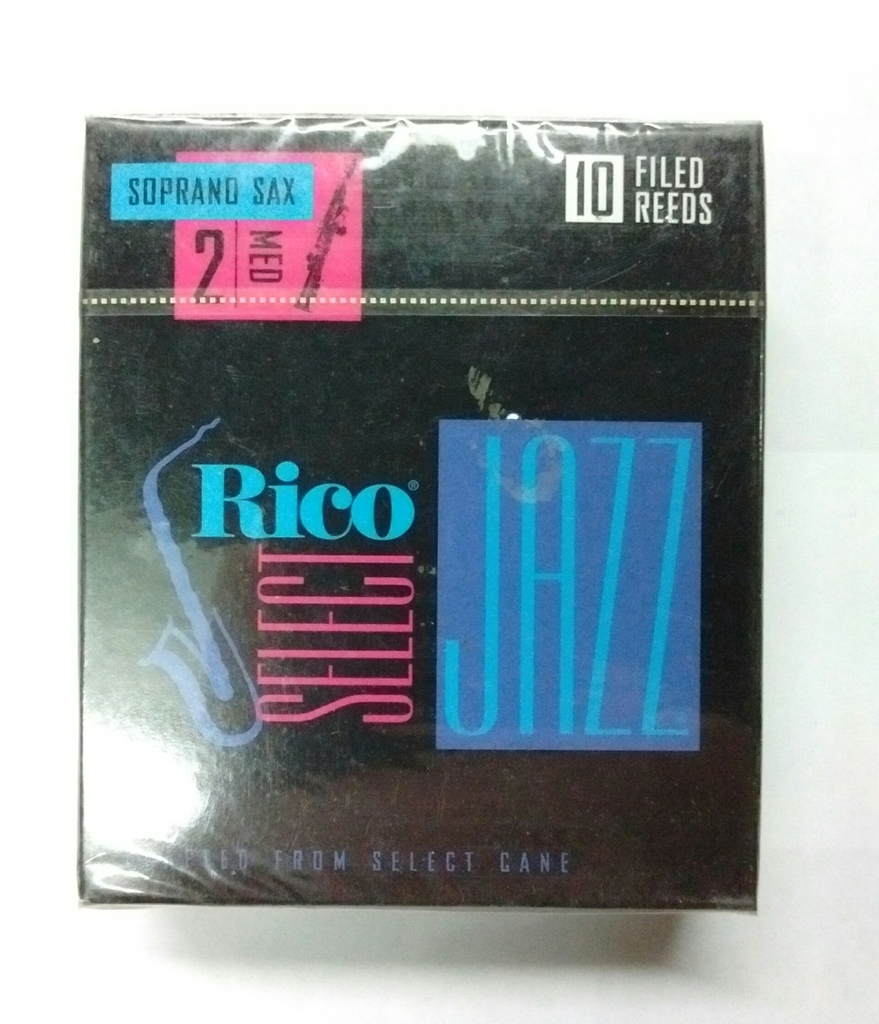 SOPRANO SAX
2 MED
10 FILED
REEDS
Rico®
SELECT
JAZZ
FROM SELECT CANE